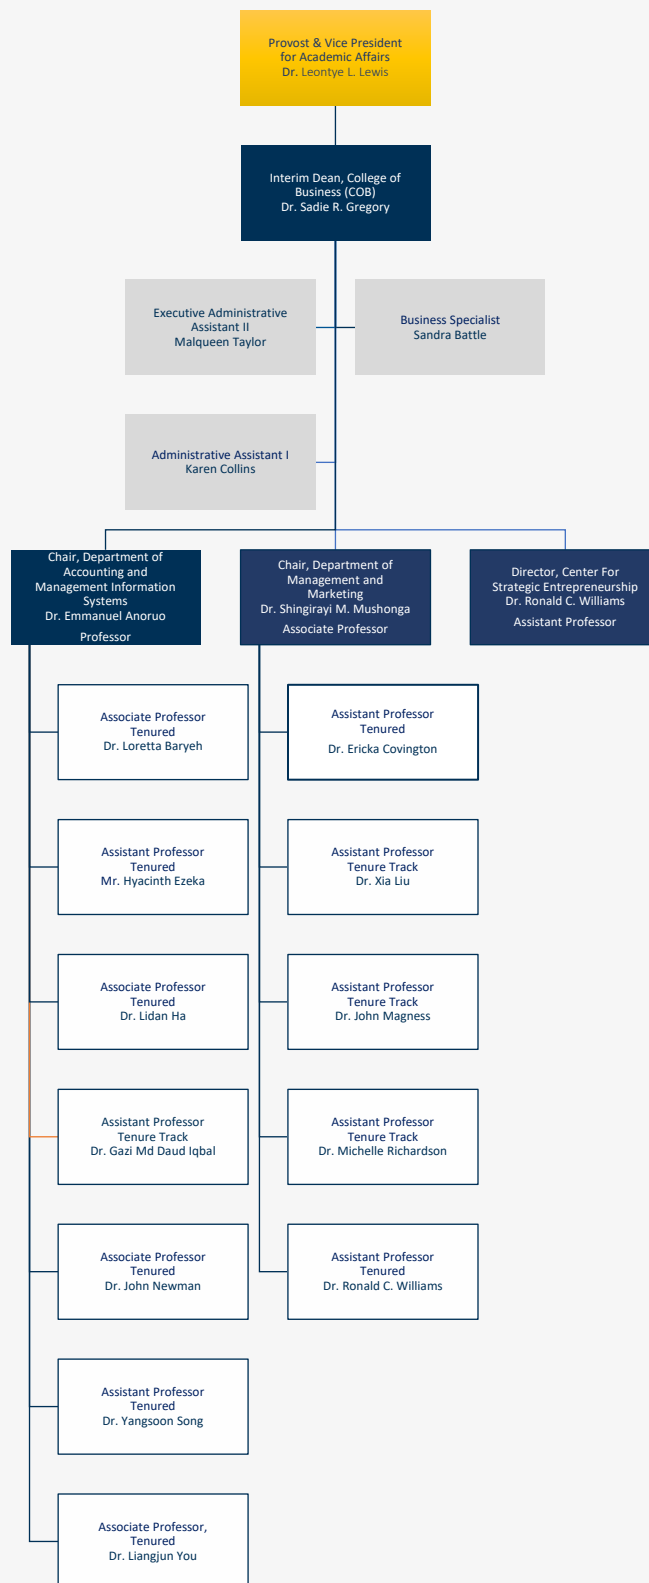 Provost & Vice President
for Academic Affairs
Dr. Leontye L. Lewis
Interim Dean, College of
Business (COB)
Dr. Sadie R. Gregory
Executive Administrative
Assistant II
Malqueen Taylor
Business Specialist
Sandra Battle
Administrative Assistant I
Karen Collins
Chair, Department of
Accounting and
Management Information
Systems
Dr. Emmanuel Anoruo
Professor
Chair, Department of
Management and
Marketing
Dr. Shingirayi M. Mushonga
Associate Professor
Director, Center For
Strategic Entrepreneurship
Dr. Ronald C. Williams
Assistant Professor
Associate Professor
Tenured
Dr. Loretta Baryeh
Assistant Professor
Tenured
Mr. Hyacinth Ezeka
Associate Professor
Tenured
Dr. Lidan Ha
Assistant Professor
Tenure Track
Dr. Gazi Md Daud Iqbal
Associate Professor
Tenured
Dr. John Newman
Assistant Professor
Tenured
Dr. Yangsoon Song
Associate Professor,
Tenured
Dr. Liangjun You
Assistant Professor
Tenured
Dr. Ericka Covington
Assistant Professor
Tenure Track
Dr. Xia Liu
Assistant Professor
Tenure Track
Dr. John Magness
Assistant Professor
Tenure Track
Dr. Michelle Richardson
Assistant Professor
Tenured
Dr. Ronald C. Williams